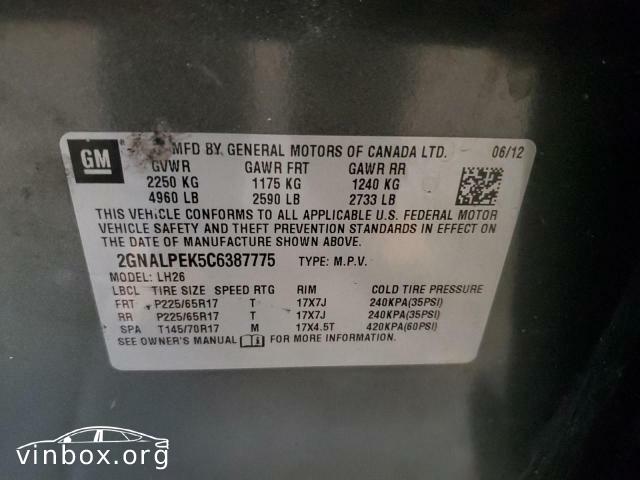 GM ® MFD BY GENERAL MOTORS OF CANADA LTD. 06/12
GVWR GAWR FRT GAWR RR
2250 KG 1175 KG 1240 KG
4960 LB 2590 LB 2733 LB
THIS VEHICLE CONFORMS TO ALL APPLICABLE U.S. FEDERAL MOTOR
VEHICLE SAFETY AND THEFT PREVENTION STANDARDS IN EFFECT ON
THE DATE OF MANUFACTURE SHOWN ABOVE.
2GNALPEK5C6387775 TYPE: M.P.V.
MODEL: LH26
LBCL TIRE SIZE SPEED RTG RIM COLD TIRE PRESSURE
FRT P225/65R17 T 17X7J 240KPA(35PSI)
RR P225/65R17 T 17X7J 240KPA(35PSI)
SPA T145/70R17 M 17X4.5T 420KPA(60PSI)
SEE OWNER'S MANUAL FOR MORE INFORMATION.
vinbox.org